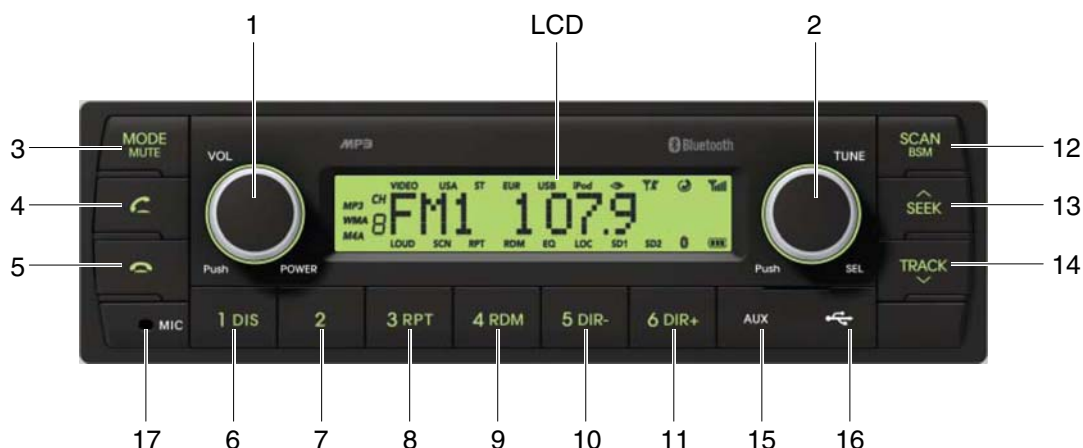 1 LCD 2
3 MODE MUTE VOL MP3 Bluetooth TUNE SCAN BSM 12
VIDEO USA ST EUR USB iPod
4 MP3 CH FM1 107.9 SEEK 13
WMA 8
M4A
LOUD SCN RPT RDM EQ LOC SD1 SD2
5 Push POWER Push SEL TRACK 14
MIC 1 DIS 2 3 RPT 4 RDM 5 DIR- 6 DIR+ AUX
17 6 7 8 9 10 11 15 16